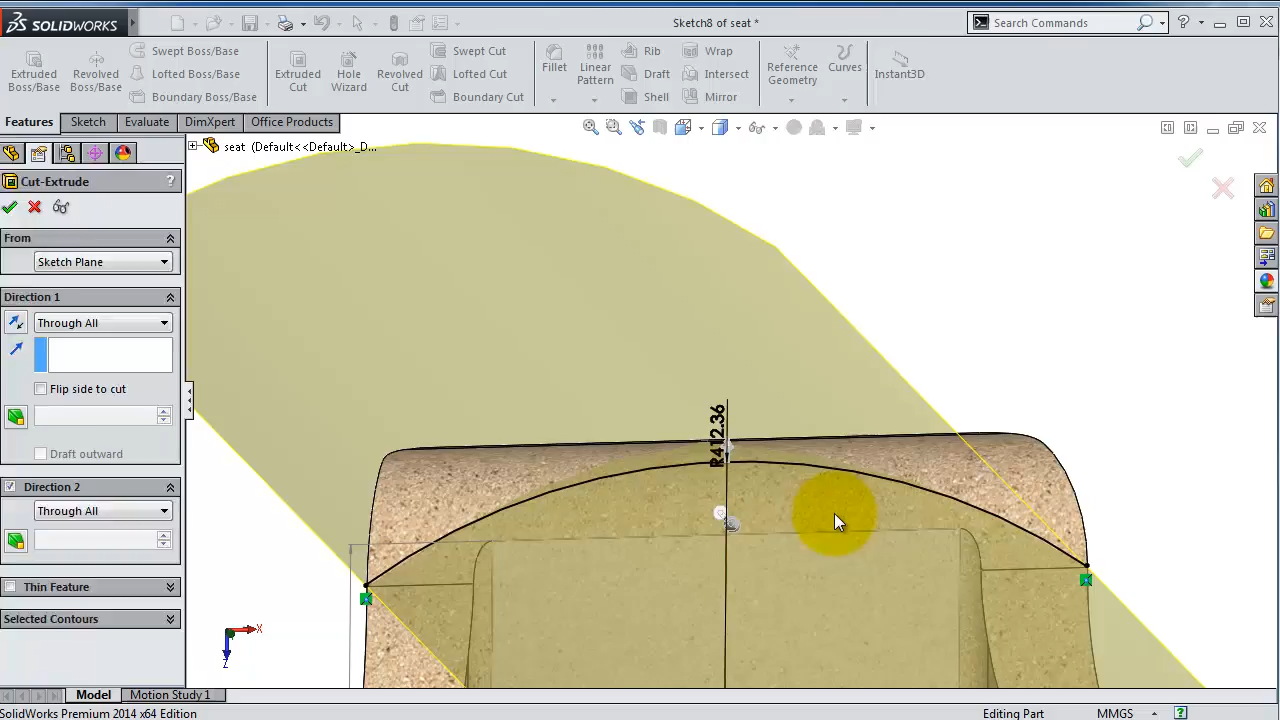 SOLIDWORKS
Sketch8 of seat *
Search Commands
?
Extruded Boss/Base
Revolved Boss/Base
Swept Boss/Base
Lofted Boss/Base
Boundary Boss/Base
Extruded Cut
Hole Wizard
Revolved Cut
Swept Cut
Lofted Cut
Boundary Cut
Fillet
Linear Pattern
Rib
Draft
Shell
Wrap
Intersect
Mirror
Reference Geometry
Curves
Instant3D
Features
Sketch
Evaluate
DimXpert
Office Products
seat (Default<<Default>_D...
Cut-Extrude
?
From
Sketch Plane
Direction 1
Through All
Flip side to cut
Draft outward
Direction 2
Through All
Thin Feature
Selected Contours
R412.36
X
Z
Model
Motion Study 1
SolidWorks Premium 2014 x64 Edition
Editing Part
MMGS
?